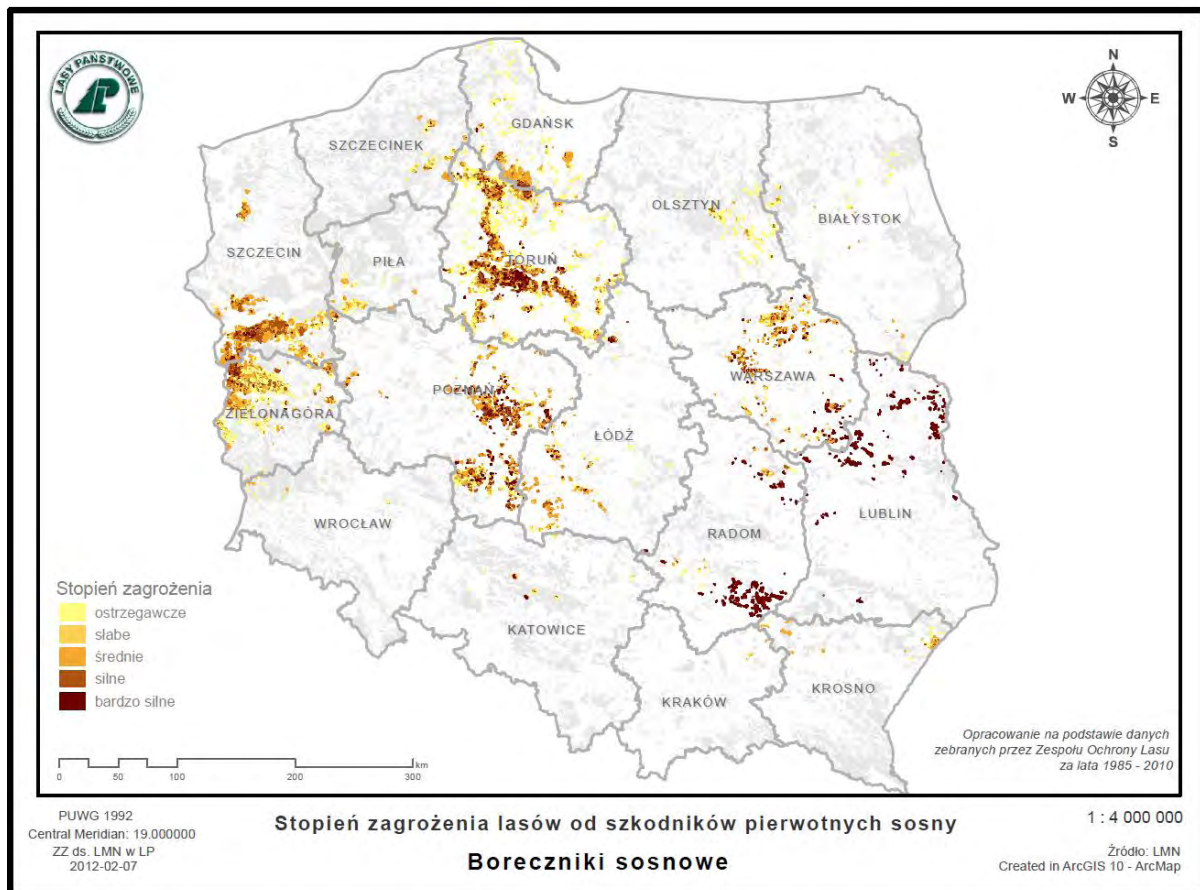 LASY PAŃSTWOWE
N
W E
S
GDAŃSK
SZCZECINEK
OLSZTYN
BIAŁYSTOK
SZCZECIN
PIŁA
TORUŃ
WARSZAWA
POZNAŃ
ZIELONAGÓRA
ŁÓDŹ
WROCŁAW
RADOM
LUBLIN
KATOWICE
KRAKÓW
KROSNO
Stopień zagrożenia
ostrzegawcze
słabe
średnie
silne
bardzo silne
km
0 50 100 200 300
Opracowanie na podstawie danych
zebranych przez Zespołu Ochrony Lasu
za lata 1985 - 2010
PUWG 1992
Central Meridian: 19.000000
ZZ ds. LMN w LP
2012-02-07
Stopień zagrożenia lasów od szkodników pierwotnych sosny
Boreczniki sosnowe
1 : 4 000 000
Źródło: LMN
Created in ArcGIS 10 - ArcMap